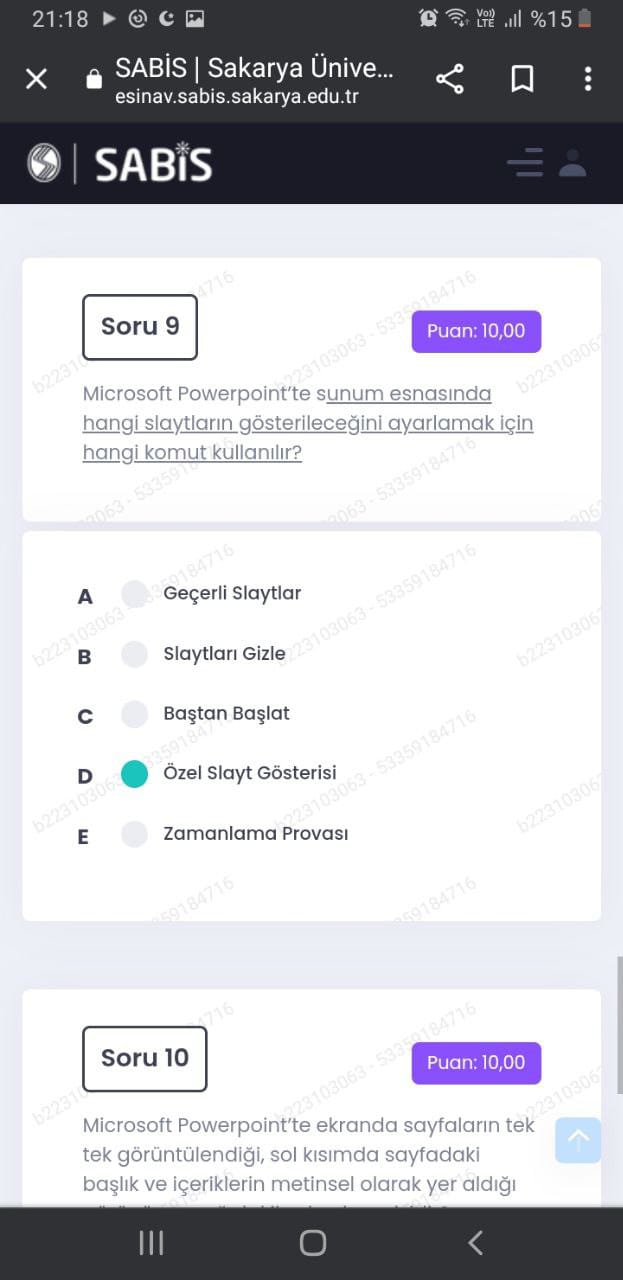 21:18
Vo)) LTE
%15
SABİS | Sakarya Ünive...
esinav.sabis.sakarya.edu.tr
SABİS
Soru 9
Puan: 10,00
Microsoft Powerpoint’te sunum esnasında
hangi slaytların gösterileceğini ayarlamak için
hangi komut kullanılır?
A Geçerli Slaytlar
B Slaytları Gizle
C Baştan Başlat
D Özel Slayt Gösterisi
E Zamanlama Provası
Soru 10
Puan: 10,00
Microsoft Powerpoint’te ekranda sayfaların tek
tek görüntülendiği, sol kısımda sayfadaki
başlık ve içeriklerin metinsel olarak yer aldığı
b223103063 - 53359184716